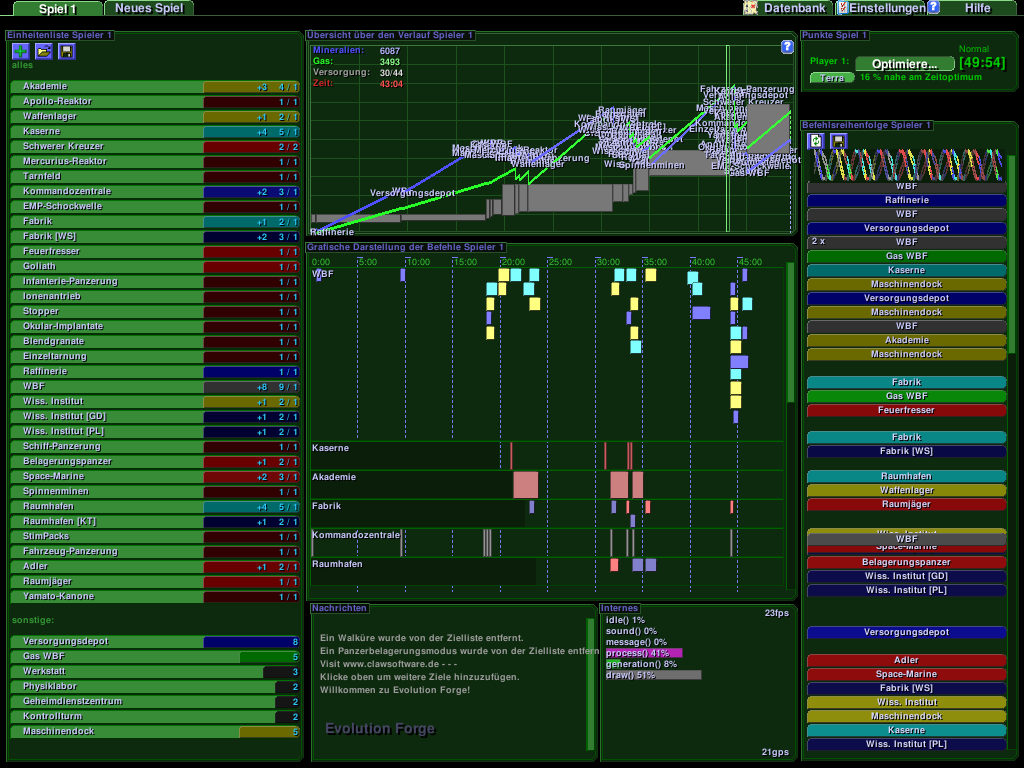 Spiel 1
Neues Spiel
Datenbank
Einstellungen
Hilfe
Einheitenliste Spieler 1
alles
Akademie +3 4/1
Apollo-Reaktor 1/1
Waffenlager +1 2/1
Kaserne +4 5/1
Schwerer Kreuzer 2/2
Mercurius-Reaktor 1/1
Tarnfeld 1/1
Kommandozentrale +2 3/1
EMP-Schockwelle 1/1
Fabrik +1 2/1
Fabrik [WS] +2 3/1
Feuerfresser 1/1
Goliath 1/1
Infanterie-Panzerung 1/1
Ionenantrieb 1/1
Stopper 1/1
Okular-Implantate 1/1
Blendgranate 1/1
Einzeltarnung 1/1
Raffinerie 1/1
WBF +8 9/1
Wiss. Institut +1 2/1
Wiss. Institut [GD] +1 2/1
Wiss. Institut [PL] +1 2/1
Schiff-Panzerung 1/1
Belagerungspanzer +1 2/1
Space-Marine +2 3/1
Spinnenminen 1/1
Raumhafen +4 5/1
Raumhafen [KT] +1 2/1
StimPacks 1/1
Fahrzeug-Panzerung 1/1
Adler +1 2/1
Raumjäger 1/1
Yamato-Kanone 1/1
sonstige:
Versorgungsdepot 8
Gas WBF 5
Werkstatt 3
Physiklabor 2
Geheimdienstzentrum 2
Kontrollturm 2
Maschinendock 5
Übersicht über den Verlauf Spieler 1
Mineralien: 6087
Gas: 3493
Versorgung: 30/44
Zeit: 43:04
Raumjäger
Versorgungsdepot
Waffenlager
Spinnenminen
Raffinerie
Grafische Darstellung der Befehle Spieler 1
0:00 5:00 10:00 15:00 20:00 25:00 30:00 35:00 40:00 45:00
WBF
Kaserne
Akademie
Fabrik
Kommandozentrale
Raumhafen
Nachrichten
Ein Walküre wurde von der Zielliste entfernt.
Ein Panzerbelagerungsmodus wurde von der Zielliste entfern
Visit www.clawsoftware.de - - -
Klicke oben um weitere Ziele hinzuzufügen.
Willkommen zu Evolution Forge!
Evolution Forge
Internes
23fps
idle() 1%
sound() 0%
message() 0%
process() 41%
generation() 8%
draw() 51%
21gps
Punkte Spiel 1
Normal
Player 1:
Optimiere...
[49:54]
Terra
16 % nahe am Zeitoptimum
Befehlsreihenfolge Spieler 1
WBF
Raffinerie
WBF
Versorgungsdepot
2 x WBF
Gas WBF
Kaserne
Maschinendock
Versorgungsdepot
Maschinendock
WBF
Akademie
Maschinendock
Fabrik
Gas WBF
Feuerfresser
Fabrik
Fabrik [WS]
Raumhafen
Waffenlager
Raumjäger
Wiss. Institut
WBF
Space-Marine
Belagerungspanzer
Wiss. Institut [GD]
Wiss. Institut [PL]
Versorgungsdepot
Adler
Space-Marine
Fabrik [WS]
Wiss. Institut
Maschinendock
Kaserne
Wiss. Institut [PL]